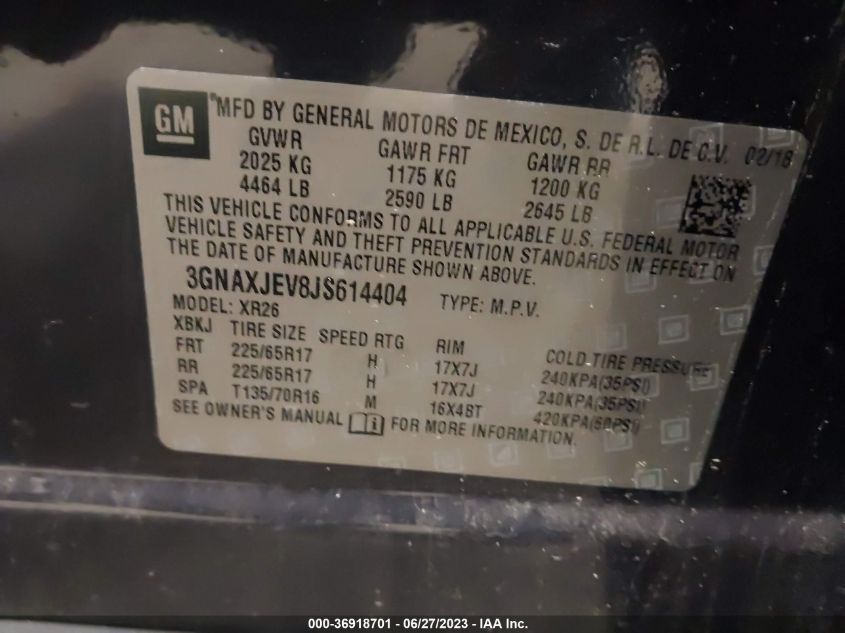 GM
MFD BY GENERAL MOTORS DE MEXICO, S. DE R.L. DE C.V. 02/18
GVWR GAWR FRT GAWR RR
2025 KG 1175 KG 1200 KG
4464 LB 2590 LB 2645 LB
THIS VEHICLE CONFORMS TO ALL APPLICABLE U.S. FEDERAL MOTOR
VEHICLE SAFETY AND THEFT PREVENTION STANDARDS IN EFFECT ON
THE DATE OF MANUFACTURE SHOWN ABOVE.
3GNAXJEV8JS614404 TYPE: M.P.V.
MODEL: XR26
XBKJ TIRE SIZE SPEED RTG RIM COLD TIRE PRESSURE
FRT 225/65R17 H 17X7J 240KPA(35PSI)
RR 225/65R17 H 17X7J 240KPA(35PSI)
SPA T135/70R16 M 16X4BT 420KPA(60PSI)
SEE OWNER'S MANUAL FOR MORE INFORMATION.
000-36918701 - 06/27/2023 - IAA Inc.